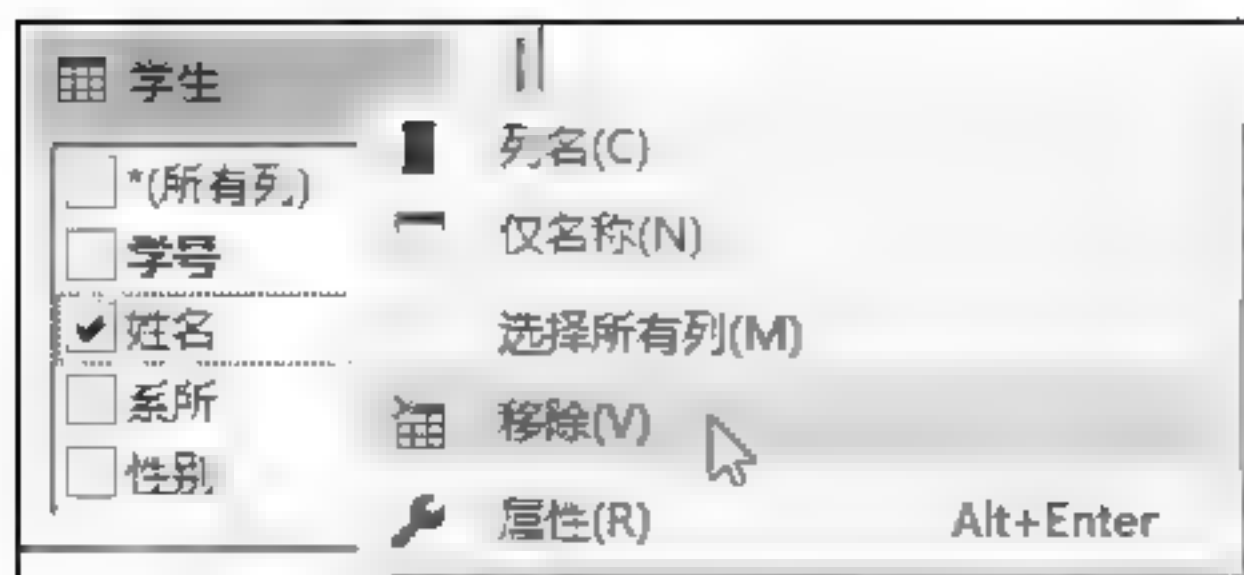 学生
*(所有列)
学号
姓名
系所
性别
列名(C)
仅名称(N)
选择所有列(M)
移除(V)
属性(R) Alt+Enter